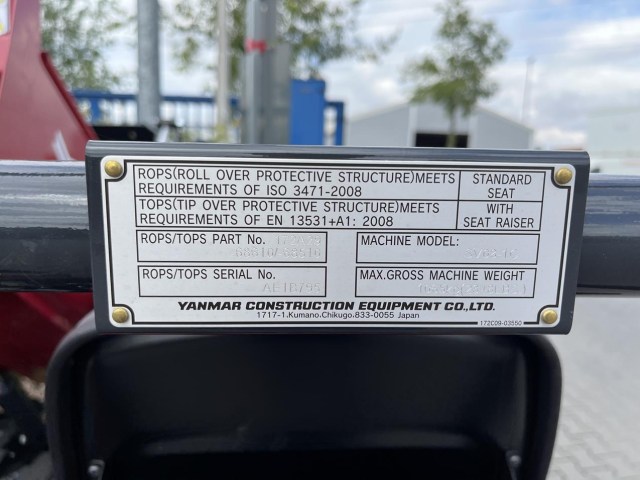 ROPS(ROLL OVER PROTECTIVE STRUCTURE)MEETS
REQUIREMENTS OF ISO 3471-2008
STANDARD
SEAT
TOPS(TIP OVER PROTECTIVE STRUCTURE)MEETS
REQUIREMENTS OF EN 13531+A1: 2008
WITH
SEAT RAISER
ROPS/TOPS PART No.
MACHINE MODEL:
ROPS/TOPS SERIAL No.
MAX.GROSS MACHINE WEIGHT
YANMAR CONSTRUCTION EQUIPMENT CO.,LTD.
1717-1,Kumano,Chikugo,833-0055 Japan
172C09-03550